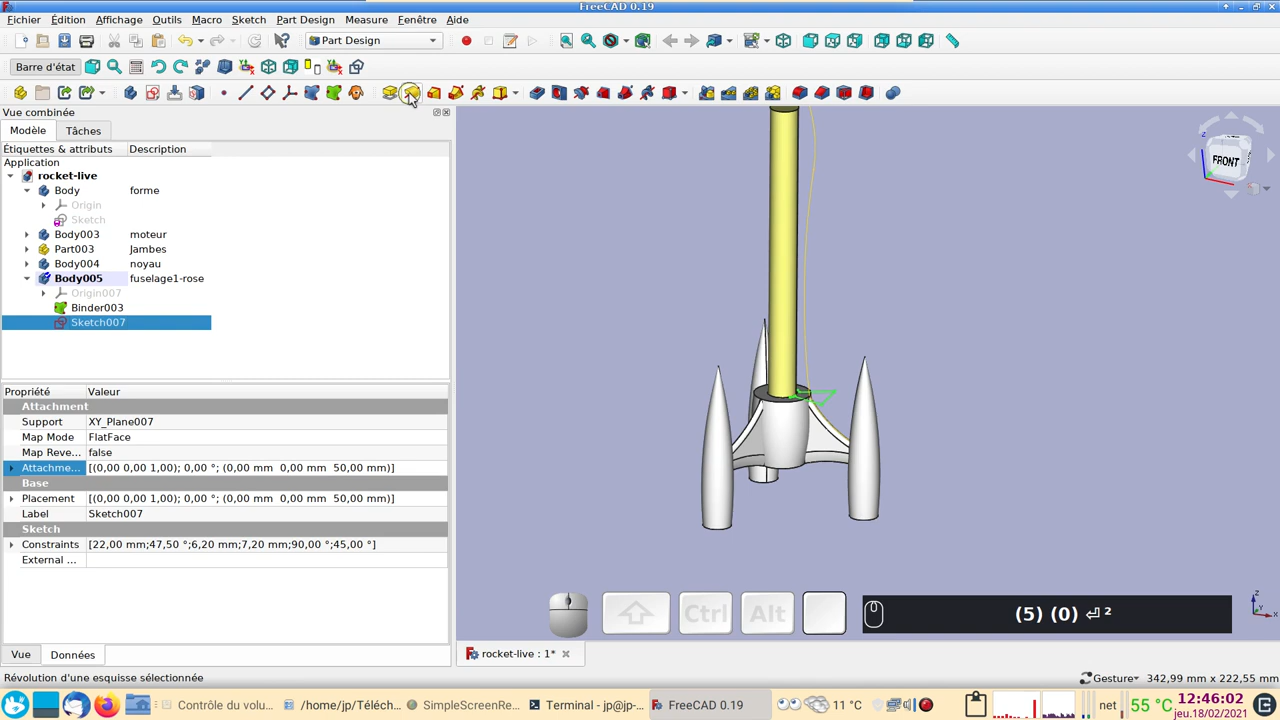 FreeCAD 0.19
Fichier Édition Affichage Outils Macro Sketch Part Design Measure Fenêtre Aide
Part Design
Barre d'état
Vue combinée
Modèle Tâches
Étiquettes & attributs Description
Application
rocket-live
Body forme
Origin
Sketch
Body003 moteur
Part003 Jambes
Body004 noyau
Body005 fuselage1-rose
Origin007
Binder003
Sketch007
Propriété Valeur
Attachment
Support XY_Plane007
Map Mode FlatFace
Map Reve... false
Attachme... [(0,00 0,00 1,00); 0,00 °; (0,00 mm 0,00 mm 50,00 mm)]
Base
Placement [(0,00 0,00 1,00); 0,00 °; (0,00 mm 0,00 mm 50,00 mm)]
Label Sketch007
Sketch
Constraints [22,00 mm;47,50 °;6,20 mm;7,20 mm;90,00 °;45,00 °]
External ...
Vue Données
FRONT
Ctrl Alt (5) (0) ⏎ ²
rocket-live : 1*
Révolution d'une esquisse sélectionnée Gesture 342,99 mm x 222,55 mm
Contrôle du volu... /home/jp/Téléch... SimpleScreenRe... Terminal - jp@jp-... FreeCAD 0.19 11 °C net 55 °C 12:46:02
jeu.18/02/2021